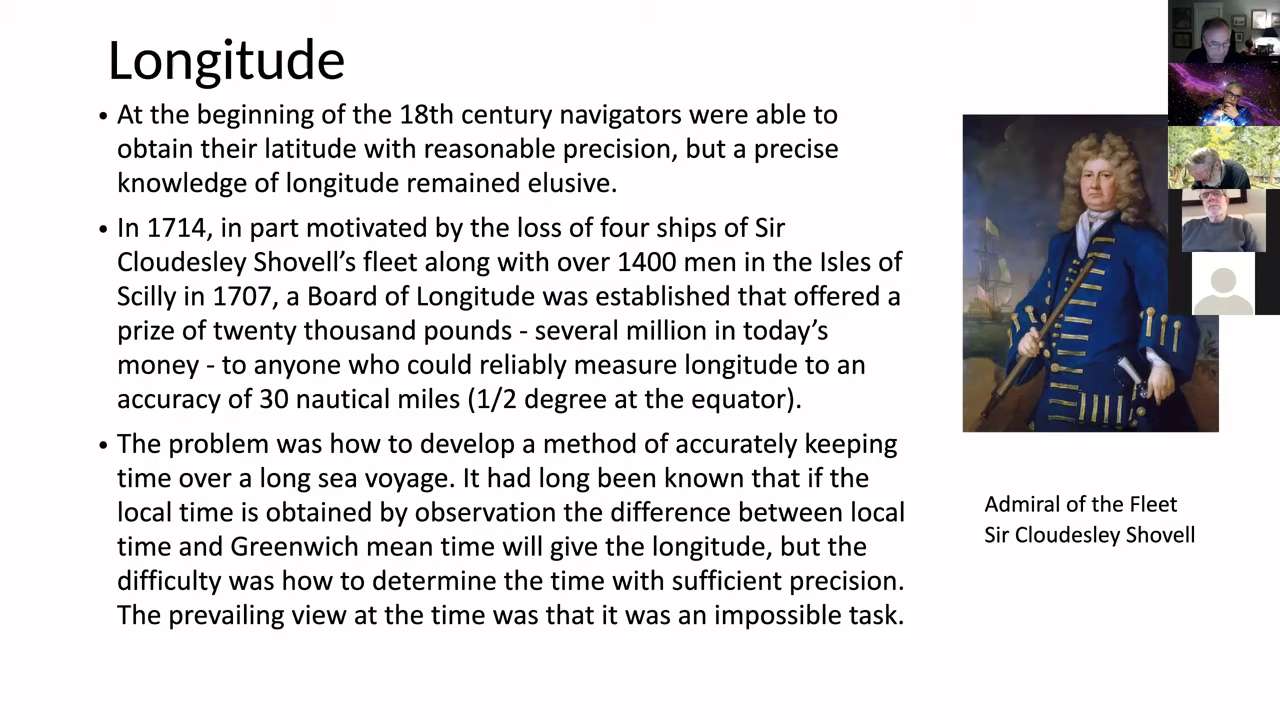 Longitude
• At the beginning of the 18th century navigators were able to
obtain their latitude with reasonable precision, but a precise
knowledge of longitude remained elusive.
• In 1714, in part motivated by the loss of four ships of Sir
Cloudesley Shovell’s fleet along with over 1400 men in the Isles of
Scilly in 1707, a Board of Longitude was established that offered a
prize of twenty thousand pounds - several million in today’s
money - to anyone who could reliably measure longitude to an
accuracy of 30 nautical miles (1/2 degree at the equator).
• The problem was how to develop a method of accurately keeping
time over a long sea voyage. It had long been known that if the
local time is obtained by observation the difference between local
time and Greenwich mean time will give the longitude, but the
difficulty was how to determine the time with sufficient precision.
The prevailing view at the time was that it was an impossible task.
Admiral of the Fleet
Sir Cloudesley Shovell